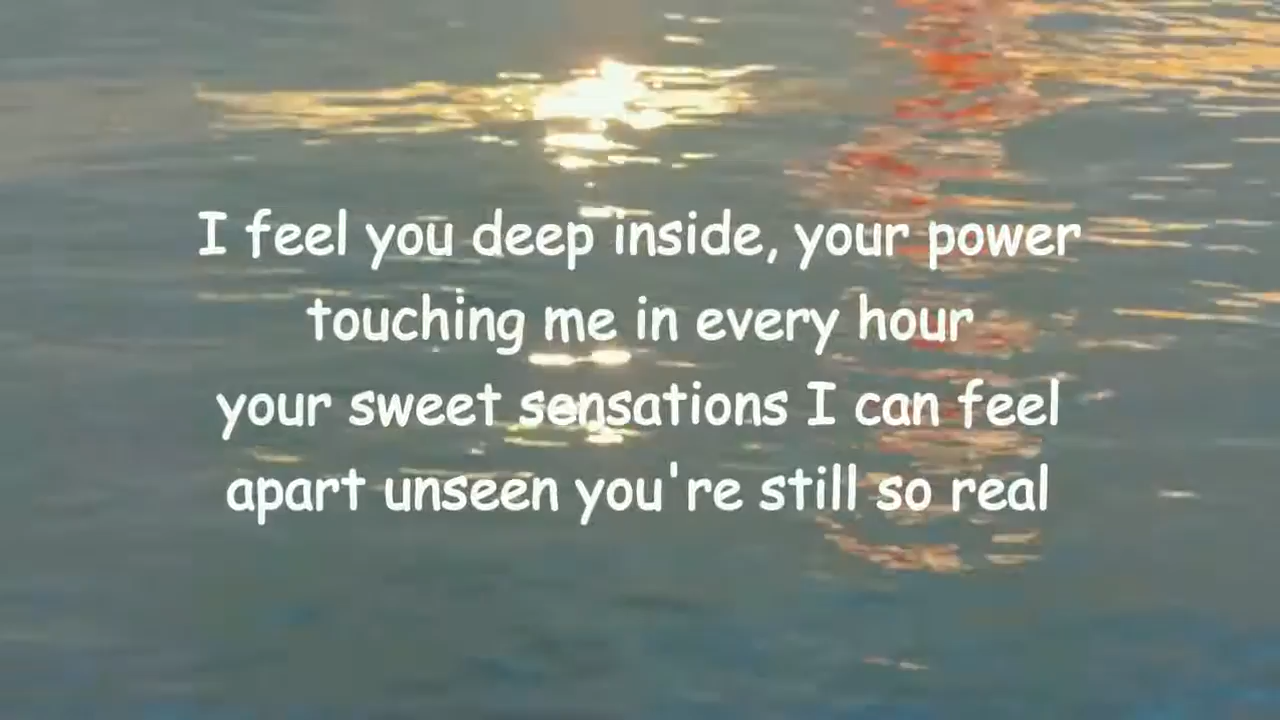 I feel you deep inside, your power
touching me in every hour
your sweet sensations I can feel
apart unseen you're still so real